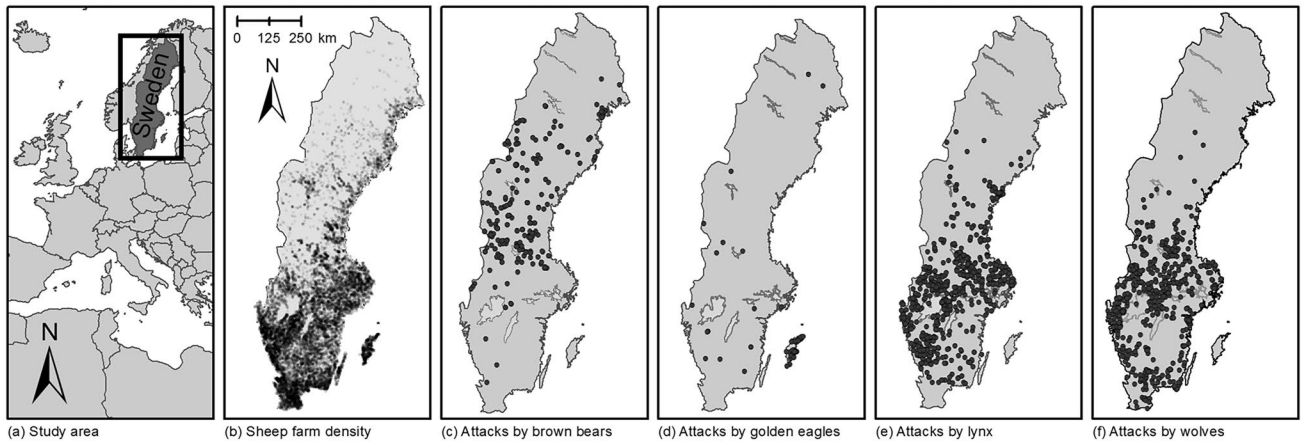 Sweden
N
(a) Study area
0 125 250 km
N
(b) Sheep farm density
(c) Attacks by brown bears
(d) Attacks by golden eagles
(e) Attacks by lynx
(f) Attacks by wolves